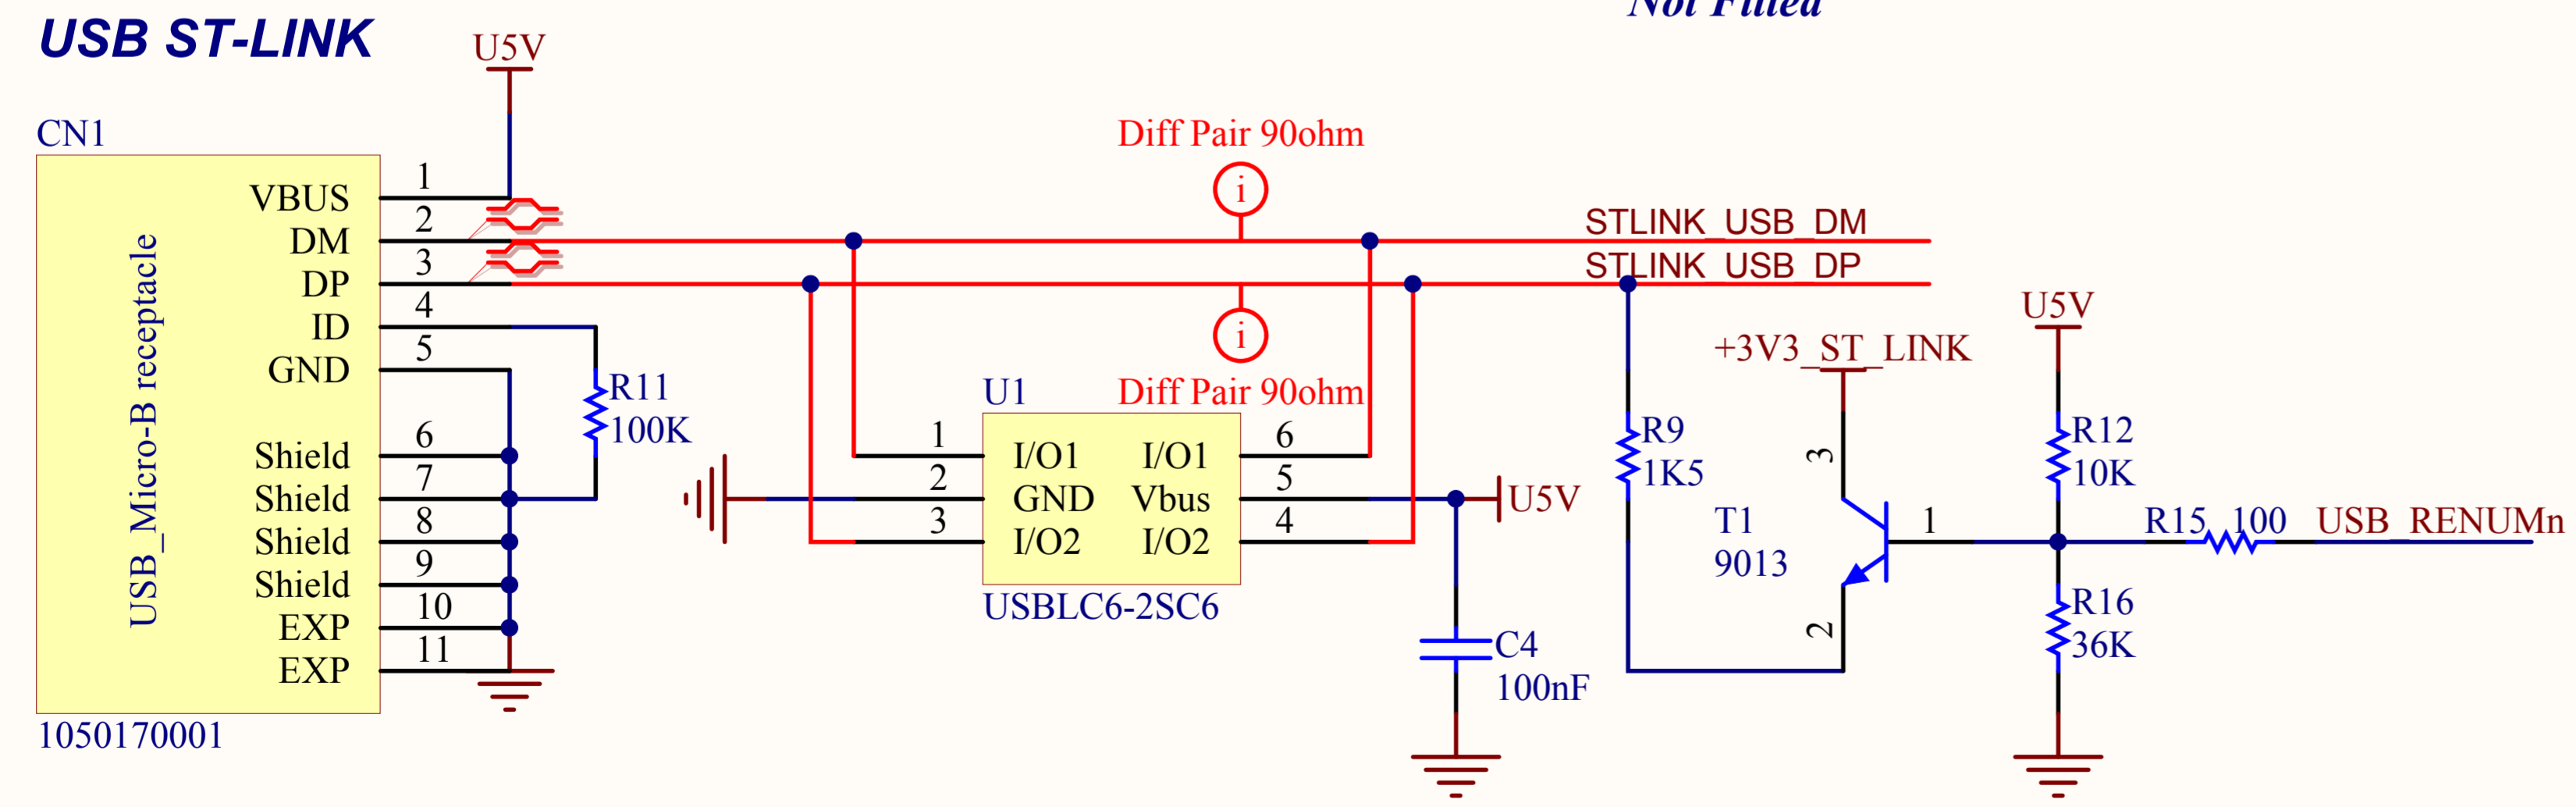 Not Fitted
USB ST-LINK
U5V
CN1
USB_Micro-B receptacle
VBUS
1
DM
2
DP
3
ID
4
GND
5
Shield
6
Shield
7
Shield
8
Shield
9
EXP
10
EXP
11
1050170001
R11
100K
Diff Pair 90ohm
i
i
Diff Pair 90ohm
U1
1
I/O1
I/O1
6
2
GND
Vbus
5
3
I/O2
I/O2
4
USBLC6-2SC6
U5V
C4
100nF
STLINK_USB_DM
STLINK_USB_DP
R9
1K5
+3V3_ST_LINK
3
T1
9013
1
2
U5V
R12
10K
R15 100
USB_RENUMn
R16
36K